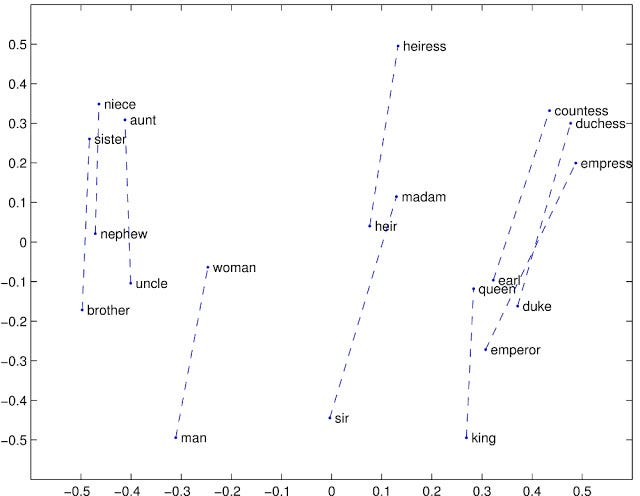 0.5
heiress
0.4
niece
countess
aunt
duchess
0.3
sister
0.2
empress
madam
0.1
heir
nephew
0
woman
−0.1
earl
uncle
queen
duke
brother
−0.2
emperor
−0.3
−0.4
sir
man
king
−0.5
−0.5 −0.4 −0.3 −0.2 −0.1 0 0.1 0.2 0.3 0.4 0.5